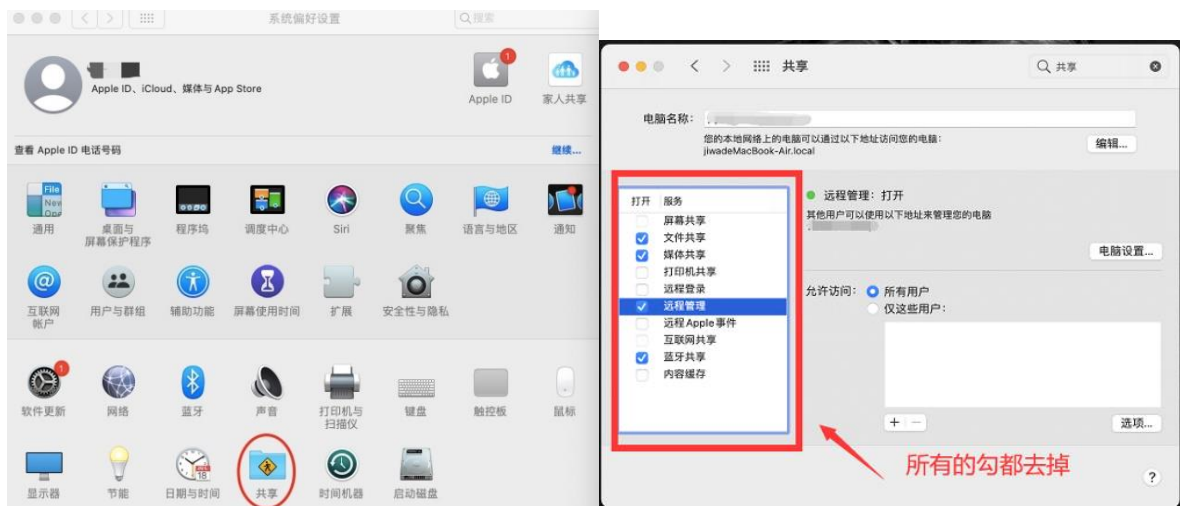 系统偏好设置
搜索
Apple ID、iCloud、媒体与 App Store
1
Apple ID
家人共享
查看 Apple ID 电话号码
继续...
File
New
通用
桌面与
屏幕保护程序
程序坞
调度中心
Siri
聚焦
语言与地区
通知
互联网
帐户
用户与群组
辅助功能
屏幕使用时间
扩展
安全性与隐私
1
软件更新
网络
蓝牙
声音
打印机与
扫描仪
键盘
触控板
鼠标
18
显示器
节能
日期与时间
共享
时间机器
启动磁盘
共享
共享
电脑名称:
您的本地网络上的电脑可以通过以下地址访问您的电脑:
jiwadeMacBook-Air.local
编辑...
打开 服务
屏幕共享
文件共享
媒体共享
打印机共享
远程登录
远程管理
远程 Apple 事件
互联网共享
蓝牙共享
内容缓存
远程管理: 打开
其他用户可以使用以下地址来管理您的电脑
电脑设置...
允许访问: 所有用户
仅这些用户:
+ −
选项...
所有的勾都去掉
?